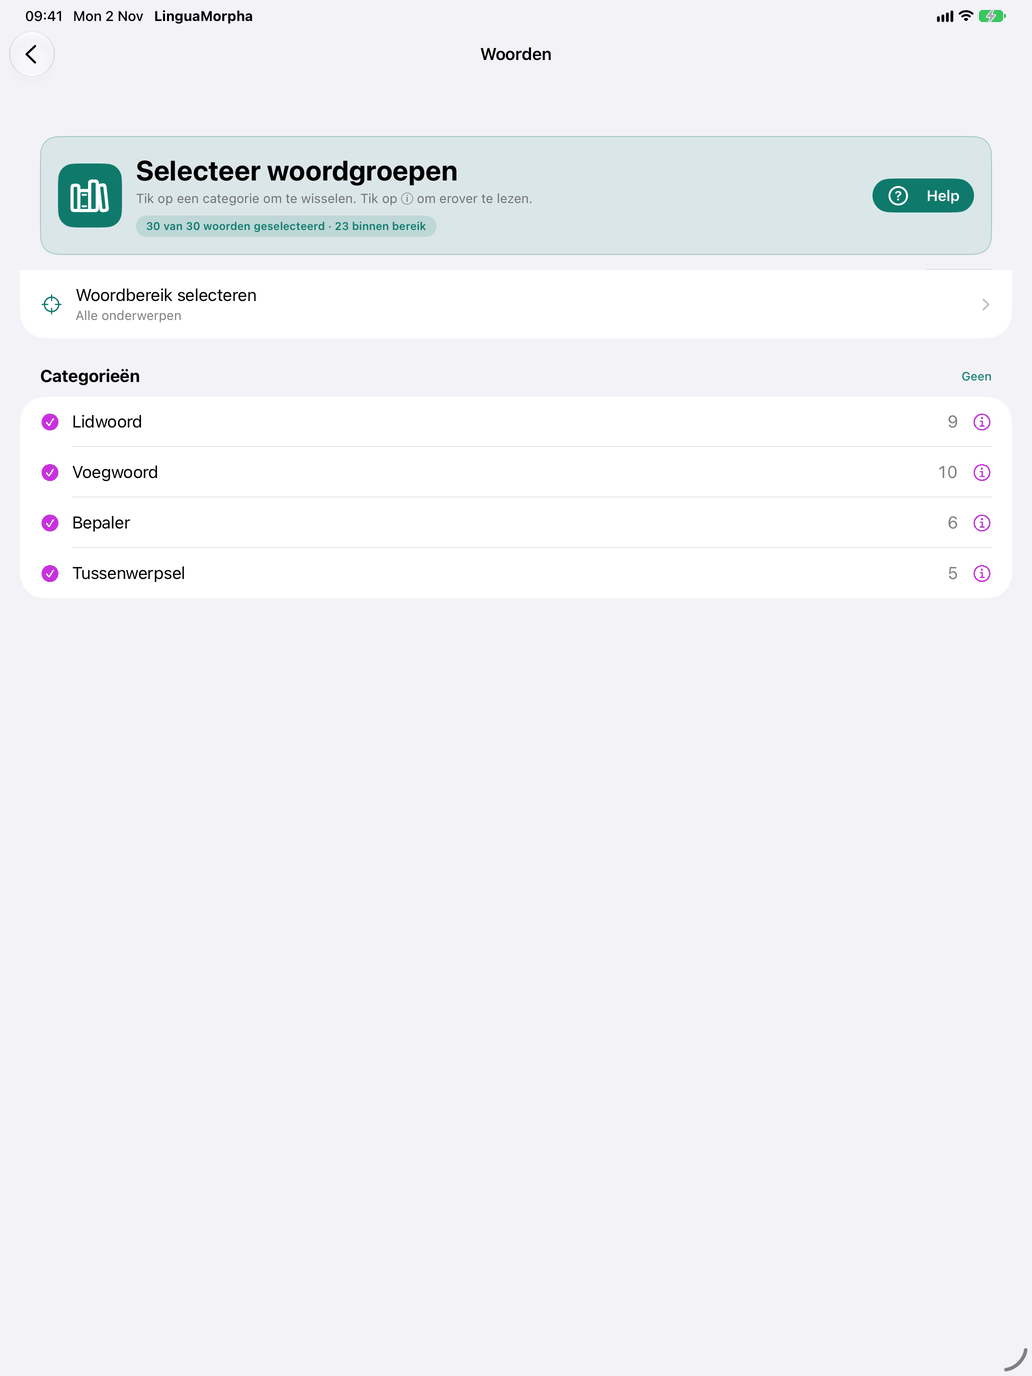 09:41 Mon 2 Nov LinguaMorpha
Woorden
Selecteer woordgroepen
Tik op een categorie om te wisselen. Tik op ⓘ om erover te lezen.
30 van 30 woorden geselecteerd · 23 binnen bereik
Help
Woordbereik selecteren
Alle onderwerpen
Categorieën Geen
Lidwoord 9
Voegwoord 10
Bepaler 6
Tussenwerpsel 5